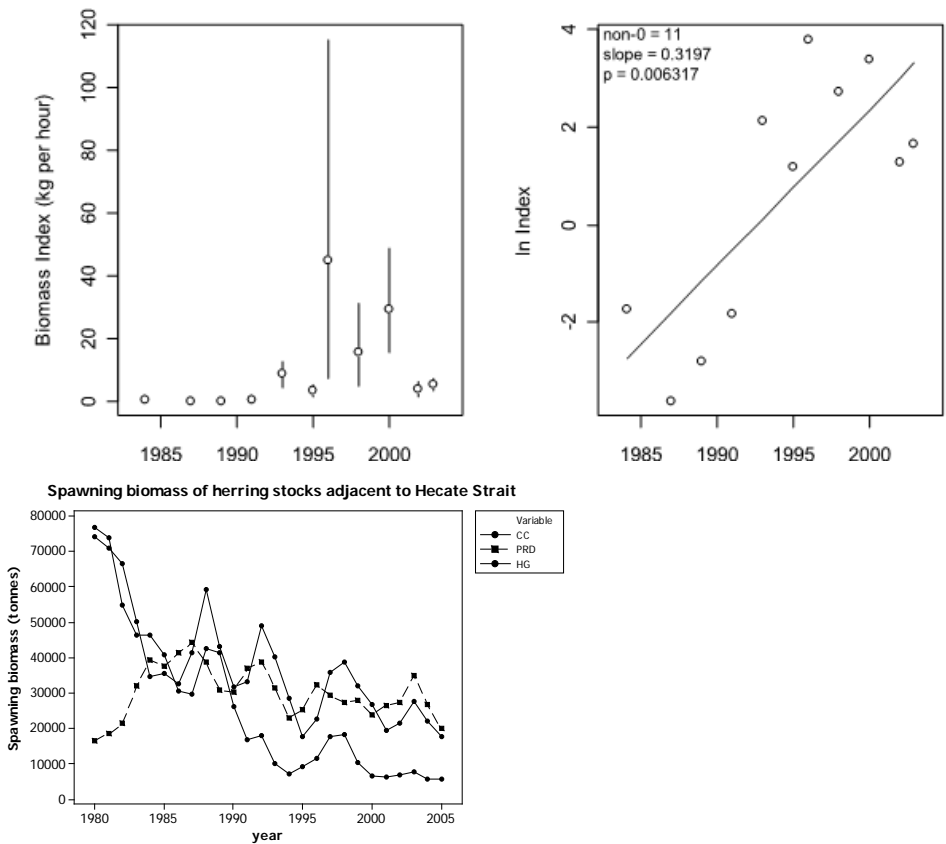 Biomass Index (kg per hour)
120
100
80
60
40
20
0
1985 1990 1995 2000
ln Index
4
2
0
-2
non-0 = 11
slope = 0.3197
p = 0.006317
1985 1990 1995 2000
Spawning biomass of herring stocks adjacent to Hecate Strait
Spawning biomass (tonnes)
80000
70000
60000
50000
40000
30000
20000
10000
0
1980 1985 1990 1995 2000 2005
year
Variable
CC
PRD
HG